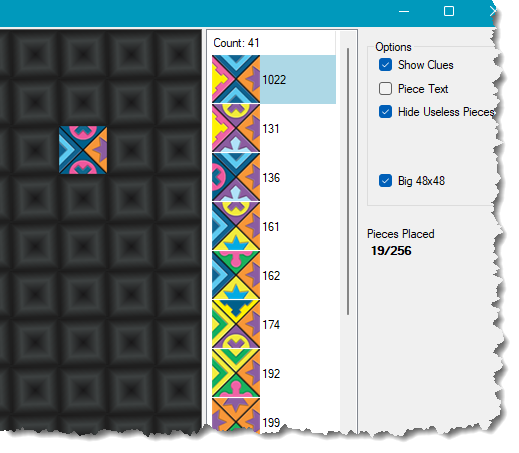 Count: 41
1022
131
136
161
162
174
192
199
Options
Show Clues
Piece Text
Hide Useless Pieces
Big 48x48
Pieces Placed
19/256